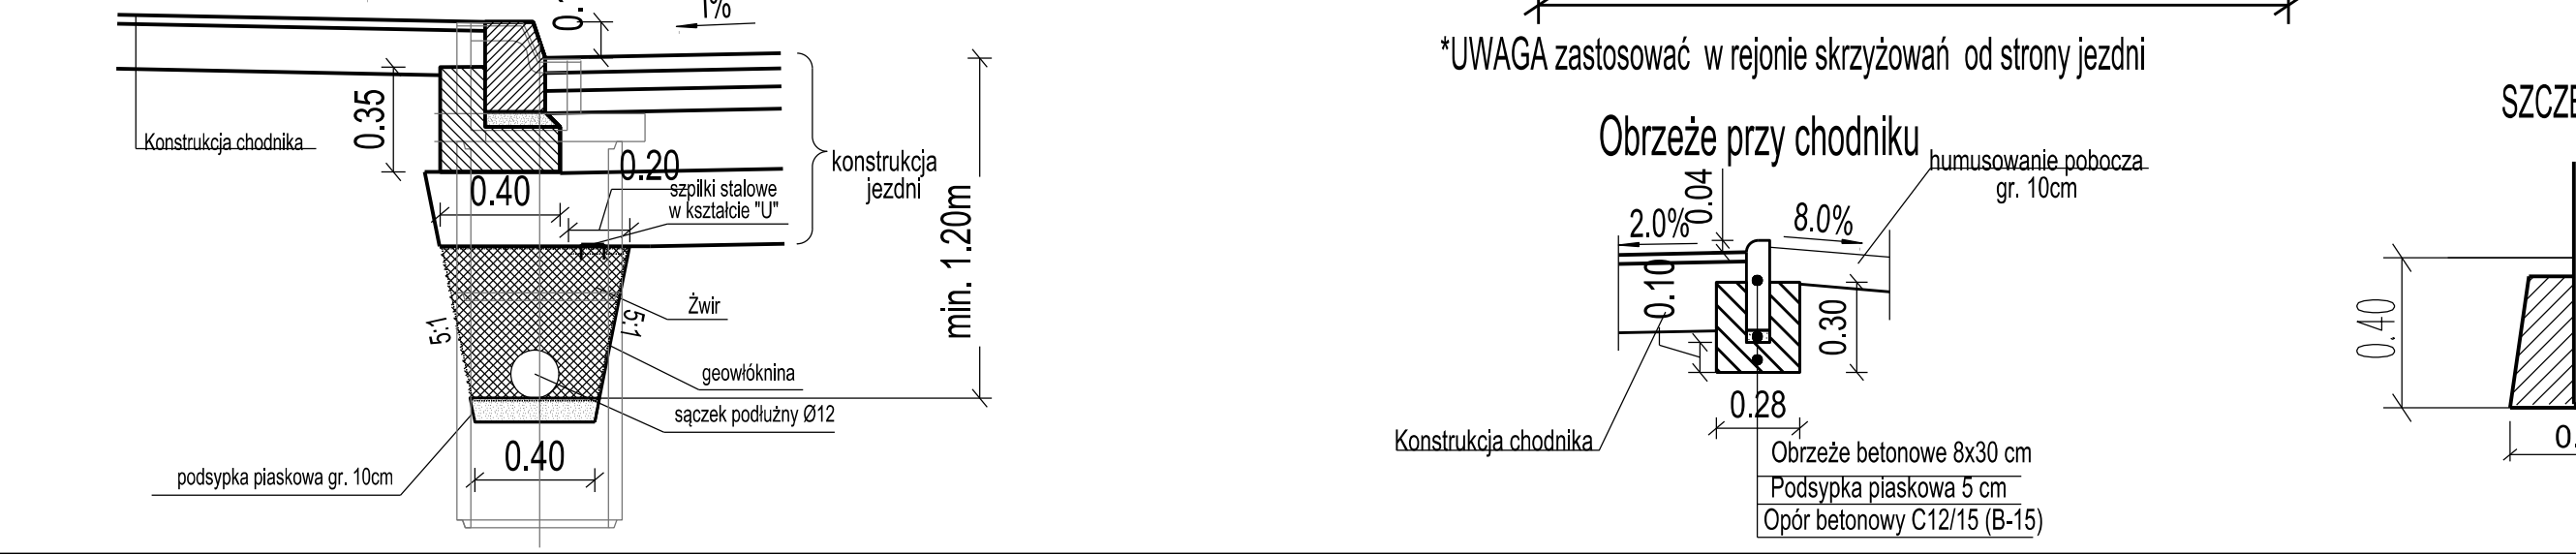 1%
0.35
Konstrukcja chodnika
0.40
0.20
szpilki stalowe
w kształcie "U"
konstrukcja
jezdni
min. 1.20m
5:1
5:1
Żwir
geowłóknina
sączek podłużny Ø12
podsypka piaskowa gr. 10cm
0.40
*UWAGA zastosować w rejonie skrzyżowań od strony jezdni
Obrzeże przy chodniku
humusowanie pobocza
gr. 10cm
0.04
2.0%
8.0%
0.10
0.30
0.28
Konstrukcja chodnika
Obrzeże betonowe 8x30 cm
Podsypka piaskowa 5 cm
Opór betonowy C12/15 (B-15)
0.40